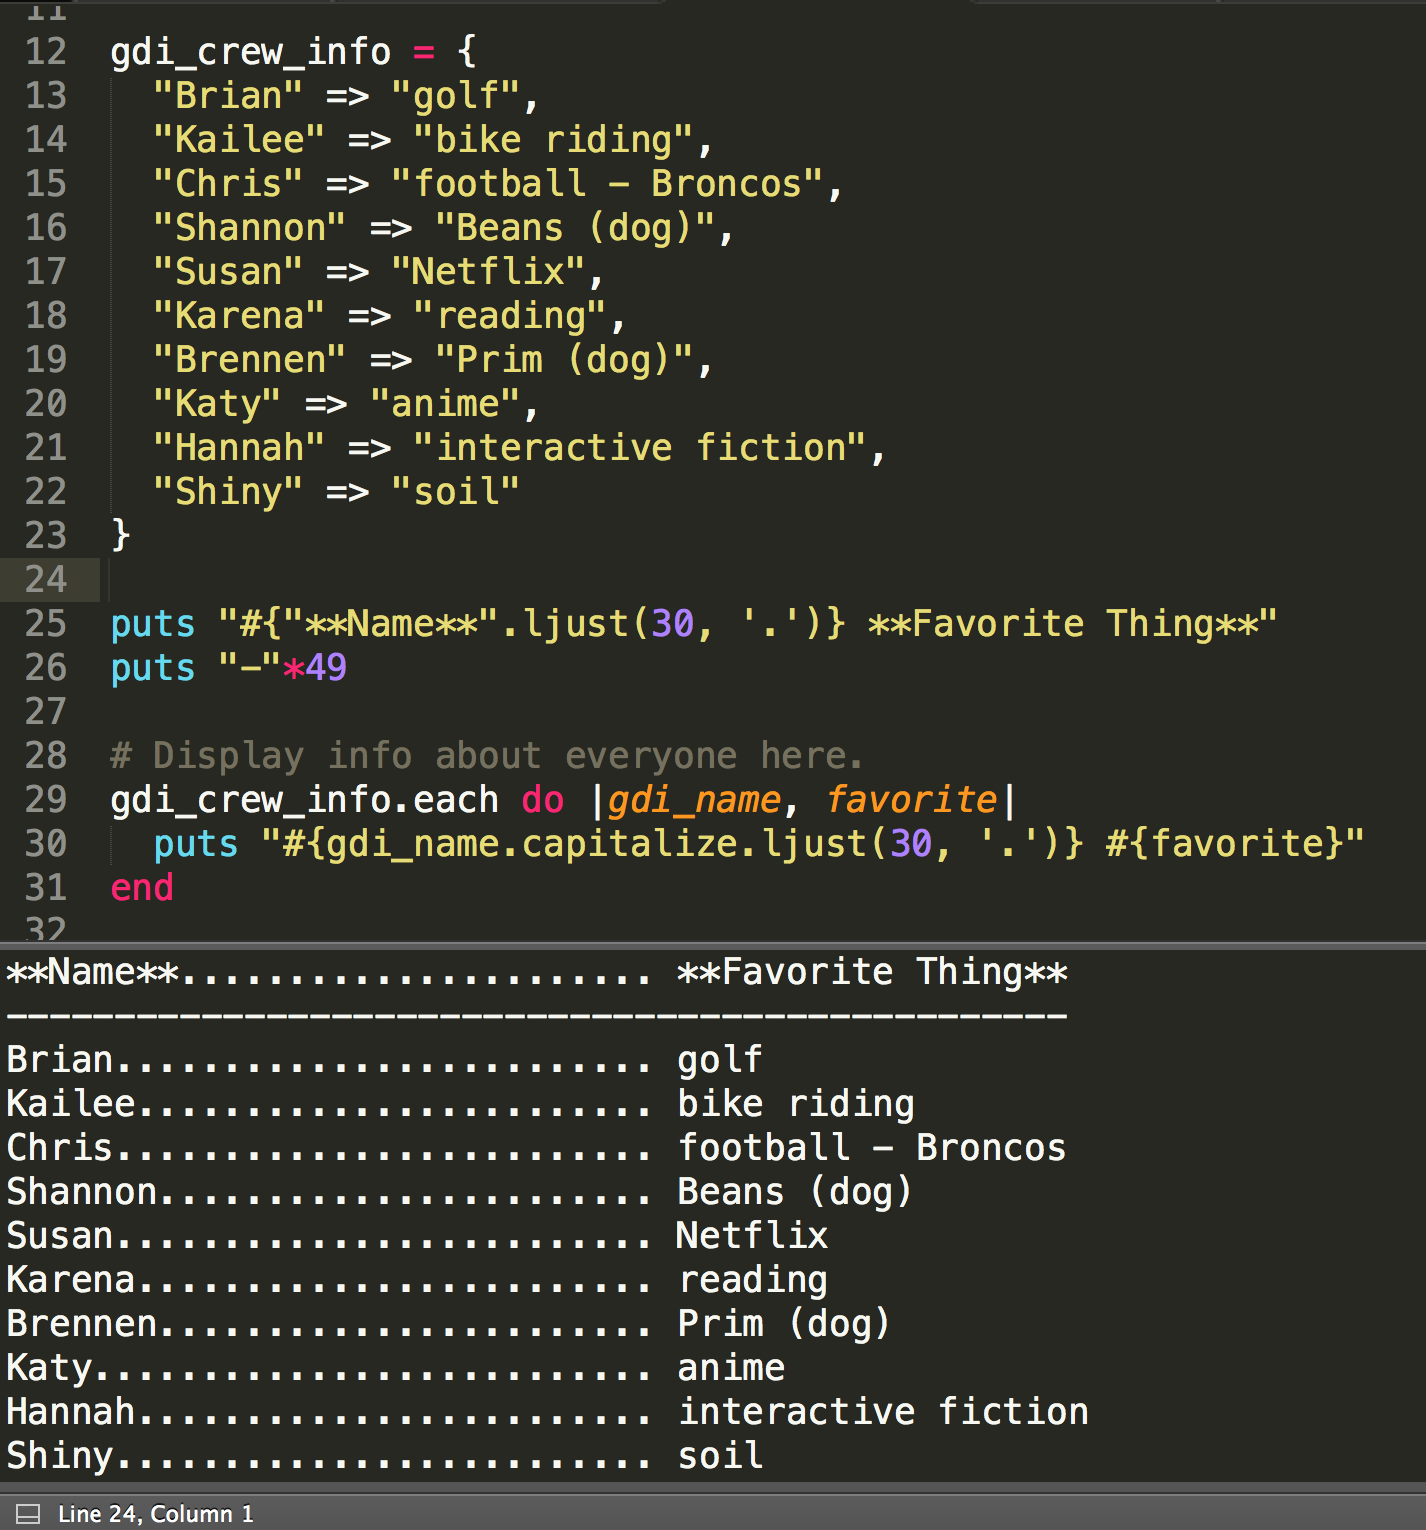 11
12 gdi_crew_info = {
13   "Brian" => "golf",
14   "Kailee" => "bike riding",
15   "Chris" => "football - Broncos",
16   "Shannon" => "Beans (dog)",
17   "Susan" => "Netflix",
18   "Karena" => "reading",
19   "Brennen" => "Prim (dog)",
20   "Katy" => "anime",
21   "Hannah" => "interactive fiction",
22   "Shiny" => "soil"
23 }
24
25 puts "#{"**Name**".ljust(30, '.')} **Favorite Thing**"
26 puts "-"*49
27
28 # Display info about everyone here.
29 gdi_crew_info.each do |gdi_name, favorite|
30   puts "#{gdi_name.capitalize.ljust(30, '.')} #{favorite}"
31 end
32
**Name**...................... **Favorite Thing**
-------------------------------------------------
Brian......................... golf
Kailee........................ bike riding
Chris......................... football - Broncos
Shannon....................... Beans (dog)
Susan......................... Netflix
Karena........................ reading
Brennen....................... Prim (dog)
Katy.......................... anime
Hannah........................ interactive fiction
Shiny......................... soil
Line 24, Column 1